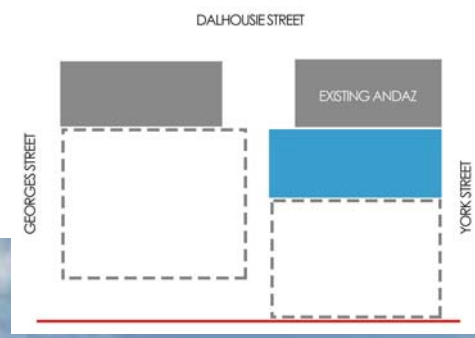 DALHOUSIE STREET
EXISTING ANDAZ
GEORGES STREET
YORK STREET